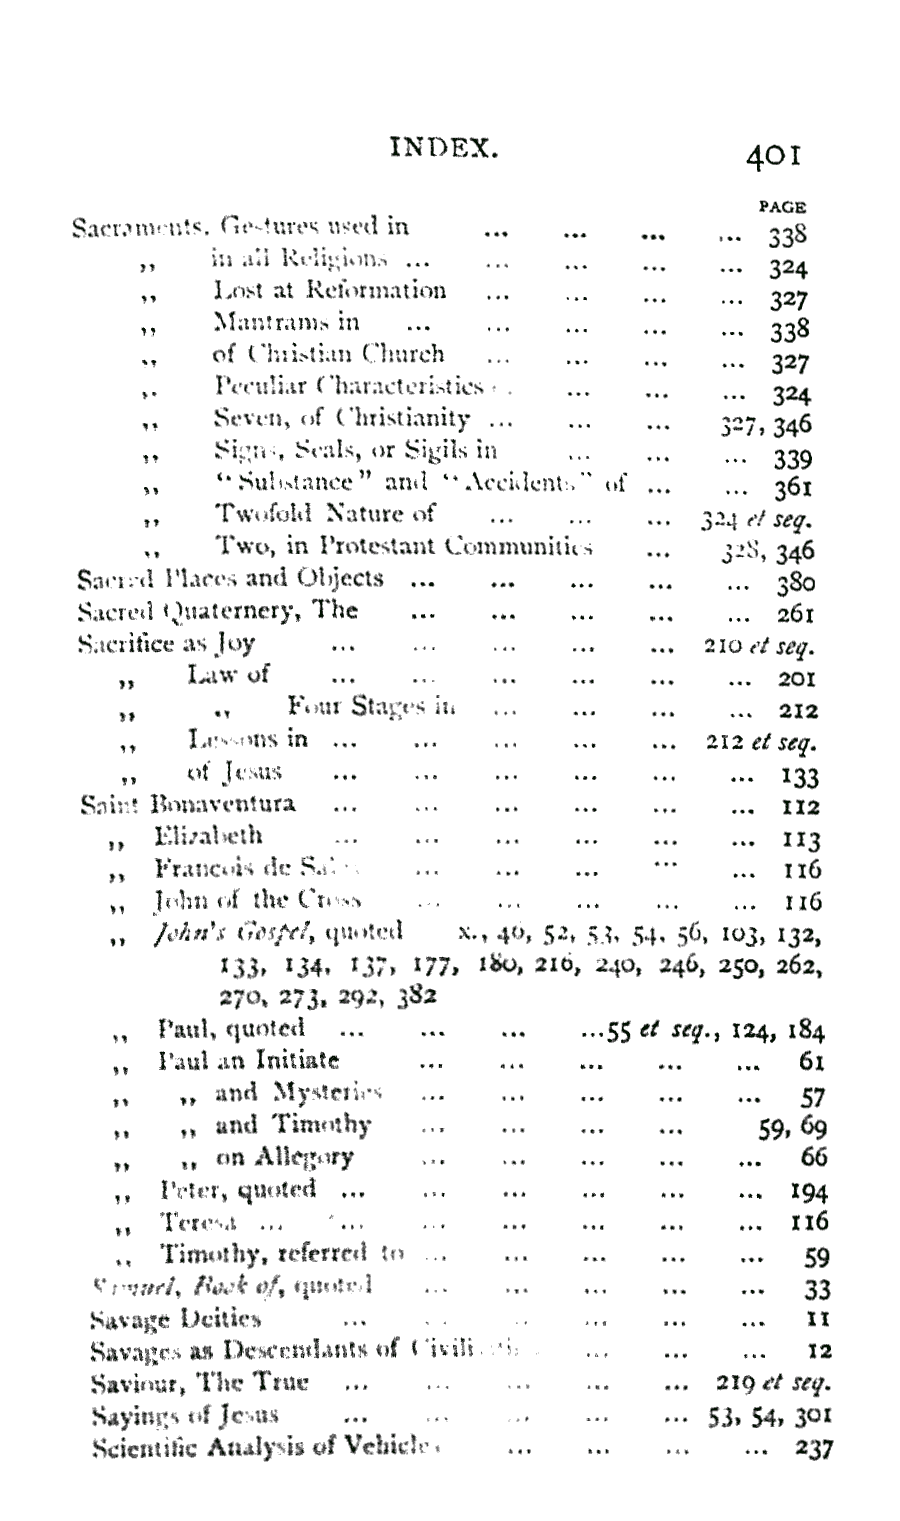 INDEX. 401
PAGE
Sacraments, Gestures used in ... ... ... ... 338
,, in all Religions ... ... ... ... ... 324
,, Lost at Reformation ... ... ... ... 327
,, Mantrams in ... ... ... ... ... 338
,, of Christian Church ... ... ... ... 327
,, Peculiar Characteristics ... ... ... 324
,, Seven, of Christianity ... ... ... 327, 346
,, Signs, Seals, or Sigils in ... ... ... 339
,, "Substance" and "Accidents" of ... ... 361
,, Twofold Nature of ... ... ... 324 et seq.
,, Two, in Protestant Communities ... 328, 346
Sacred Places and Objects ... ... ... ... ... 380
Sacred Quaternery, The ... ... ... ... ... 261
Sacrifice as Joy ... ... ... ... ... 210 et seq.
,, Law of ... ... ... ... ... ... 201
,, ,, Four Stages in ... ... ... ... 212
,, Lessons in ... ... ... ... ... 212 et seq.
,, of Jesus ... ... ... ... ... ... 133
Saint Bonaventura ... ... ... ... ... ... 112
,, Elizabeth ... ... ... ... ... ... 113
,, Francois de Sales ... ... ... ... ... 116
,, John of the Cross ... ... ... ... ... 116
,, John's Gospel, quoted x., 46, 52, 53, 54, 56, 103, 132,
133, 134, 137, 177, 180, 216, 240, 246, 250, 262,
270, 273, 292, 382
,, Paul, quoted ... ... ... ...55 et seq., 124, 184
,, Paul an Initiate ... ... ... ... ... 61
,, ,, and Mysteries ... ... ... ... ... 57
,, ,, and Timothy ... ... ... ... 59, 69
,, ,, on Allegory ... ... ... ... ... 66
,, Peter, quoted ... ... ... ... ... ... 194
,, Teresa ... ... ... ... ... ... ... 116
,, Timothy, referred to ... ... ... ... ... 59
Samuel, Book of, quoted ... ... ... ... ... 33
Savage Deities ... ... ... ... ... ... 11
Savages as Descendants of ... ... ... 12
Saviour, The True ... ... ... ... ... 219 et seq.
Sayings of Jesus ... ... ... ... ... 53, 54, 301
Scientific Analysis of Vehicles ... ... ... ... 237